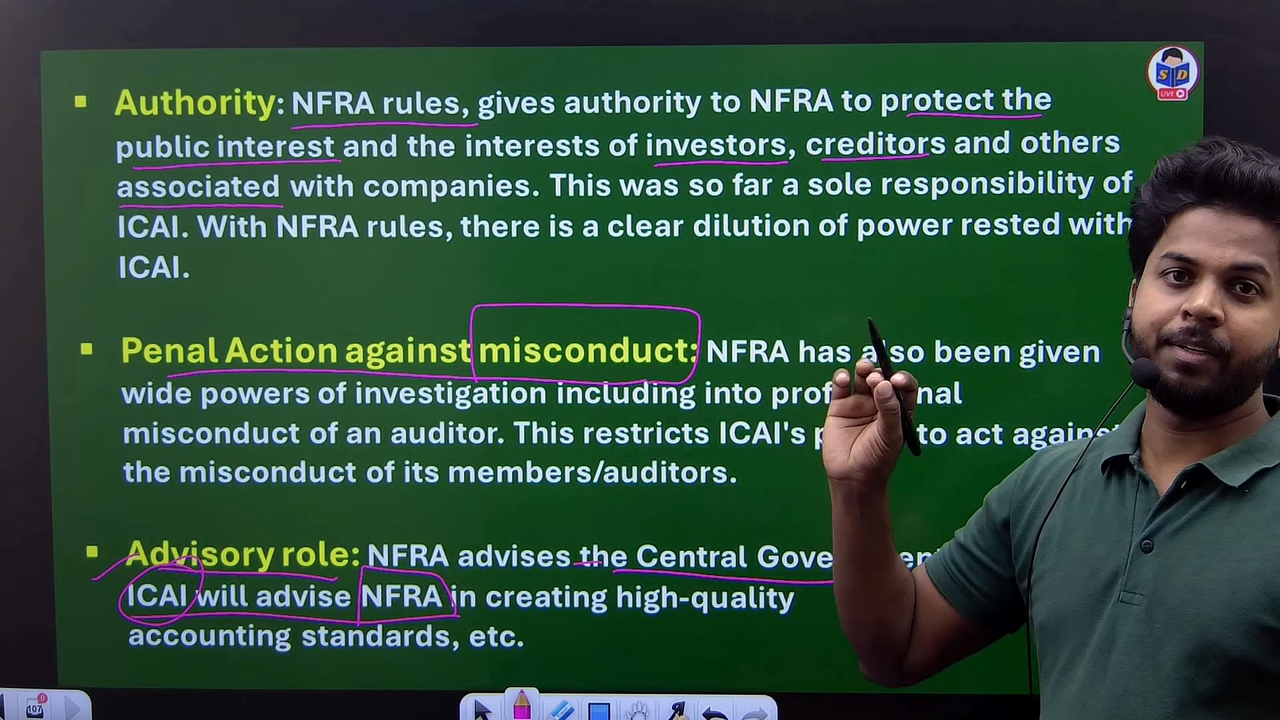 Authority: NFRA rules, gives authority to NFRA to protect the
public interest and the interests of investors, creditors and others
associated with companies. This was so far a sole responsibility of
ICAI. With NFRA rules, there is a clear dilution of power rested with
ICAI.
Penal Action against misconduct: NFRA has also been given
wide powers of investigation including into
misconduct of an auditor. This restricts ICAI's to act against
the misconduct of its members/auditors.
Advisory role: NFRA advises the Central
ICAI will advise NFRA in creating high-quality
accounting standards, etc.
SD
LIVE
107